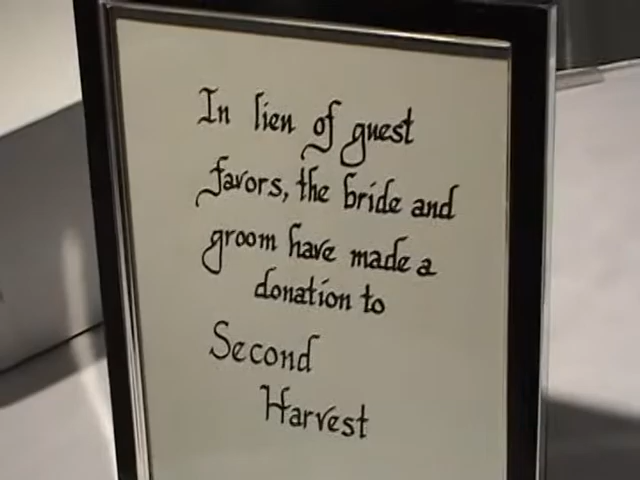 In lieu of guest
favors, the bride and
groom have made a
donation to
Second
Harvest